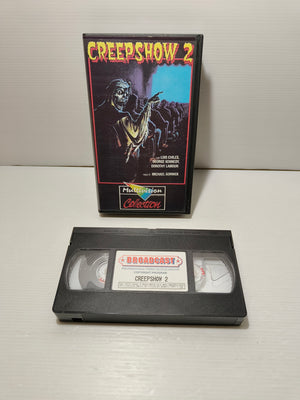 CREEPSHOW 2
LOIS CHILES,
GEORGE KENNEDY,
DOROTHY LAMOUR
MICHAEL GORNICK
Multivision
Collection
BROADCAST
CREEPSHOW 2